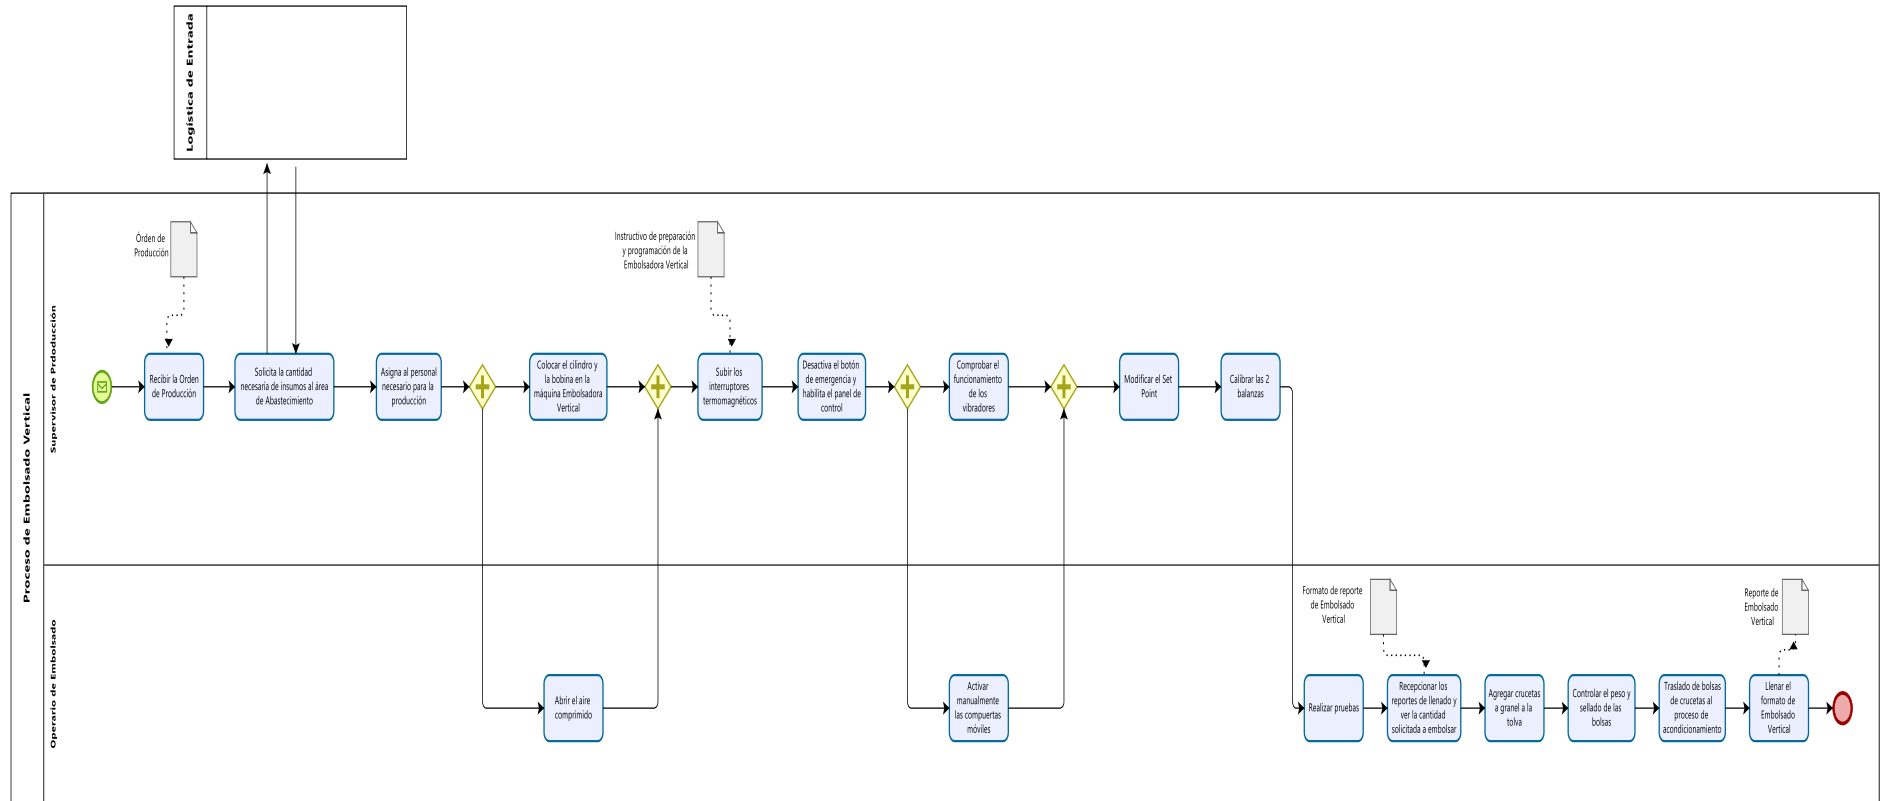 Logística de Entrada
Proceso de Embolsado Vertical
Supervisor de Prdoducción
Órden de
Producción
Instructivo de preparación
y programación de la
Embolsadora Vertical
Recibir la Orden
de Producción
Solicita la cantidad
necesaria de insumos al área
de Abastecimiento
Asigna al personal
necesario para la
producción
Colocar el cilindro y
la bobina en la
máquina Embolsadora
Vertical
Subir los
interruptores
termomagnéticos
Desactiva el botón
de emergencia y
habilita el panel de
control
Comprobar el
funcionamiento
de los
vibradores
Modificar el Set
Point
Calibrar las 2
balanzas
Operario de Embolsado
Formato de reporte
de Embolsado
Vertical
Reporte de
Embolsado
Vertical
Abrir el aire
comprimido
Activar
manualmente
las compuertas
móviles
Realizar pruebas
Recepcionar los
reportes de llenado y
ver la cantidad
solicitada a embolsar
Agregar crucetas
a granel a la
tolva
Controlar el peso y
sellado de las
bolsas
Traslado de bolsas
de crucetas al
proceso de
acondicionamiento
Llenar el
formato de
Embolsado
Vertical